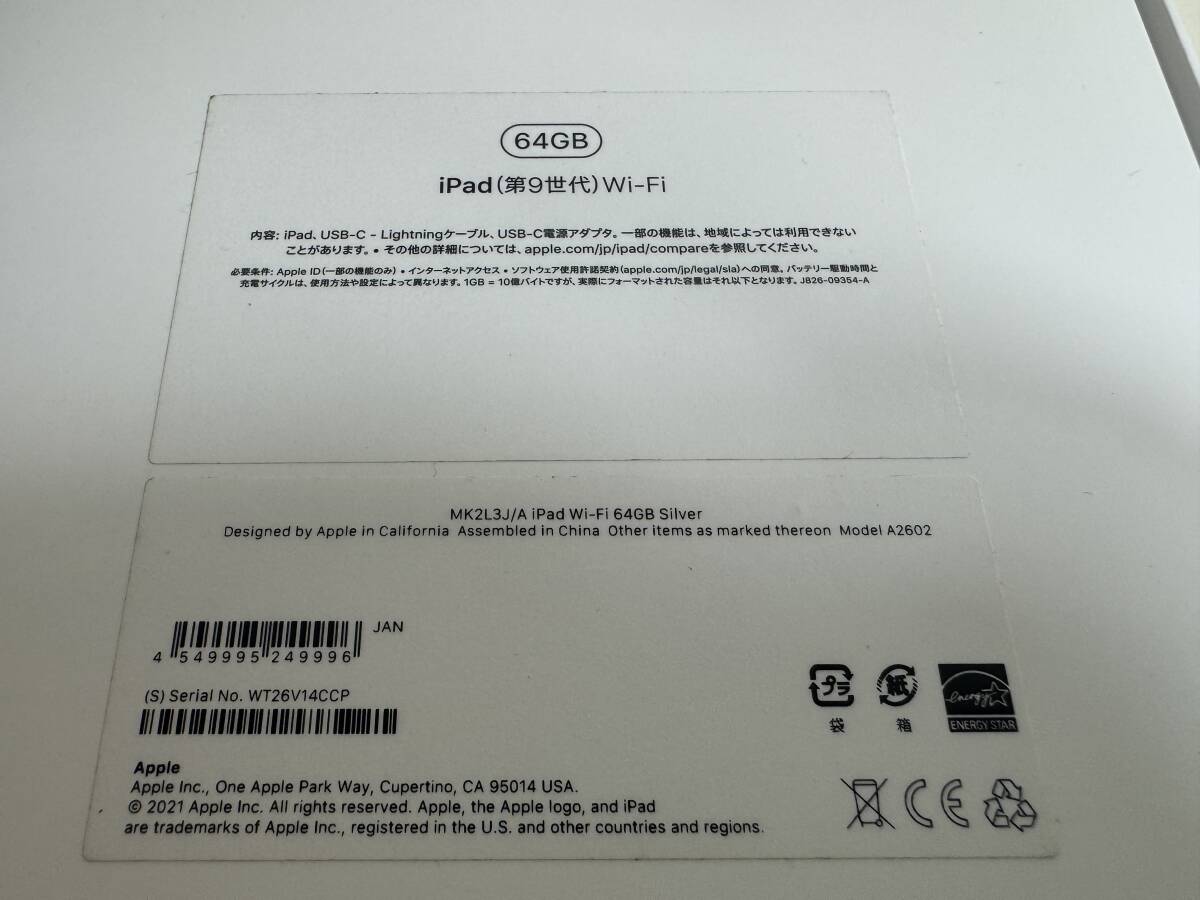 64GB
iPad（第9世代）Wi-Fi
内容: iPad、USB-C - Lightningケーブル、USB-C電源アダプタ。一部の機能は、地域によっては利用できない
ことがあります。• その他の詳細については、apple.com/jp/ipad/compareを参照してください。
必要条件: Apple ID（一部の機能のみ）• インターネットアクセス • ソフトウェア使用許諾契約（apple.com/jp/legal/sla）への同意。バッテリー駆動時間と
充電サイクルは、使用方法や設定によって異なります。1GB = 10億バイトですが、実際にフォーマットされた容量はそれ以下となります。J826-09354-A
MK2L3J/A iPad Wi-Fi 64GB Silver
Designed by Apple in California Assembled in China Other items as marked thereon Model A2602
JAN
4 549995 249996
(S) Serial No. WT26V14CCP
プラ
紙
energy
袋
箱
ENERGY STAR
Apple
Apple Inc., One Apple Park Way, Cupertino, CA 95014 USA.
© 2021 Apple Inc. All rights reserved. Apple, the Apple logo, and iPad
are trademarks of Apple Inc., registered in the U.S. and other countries and regions.
CE